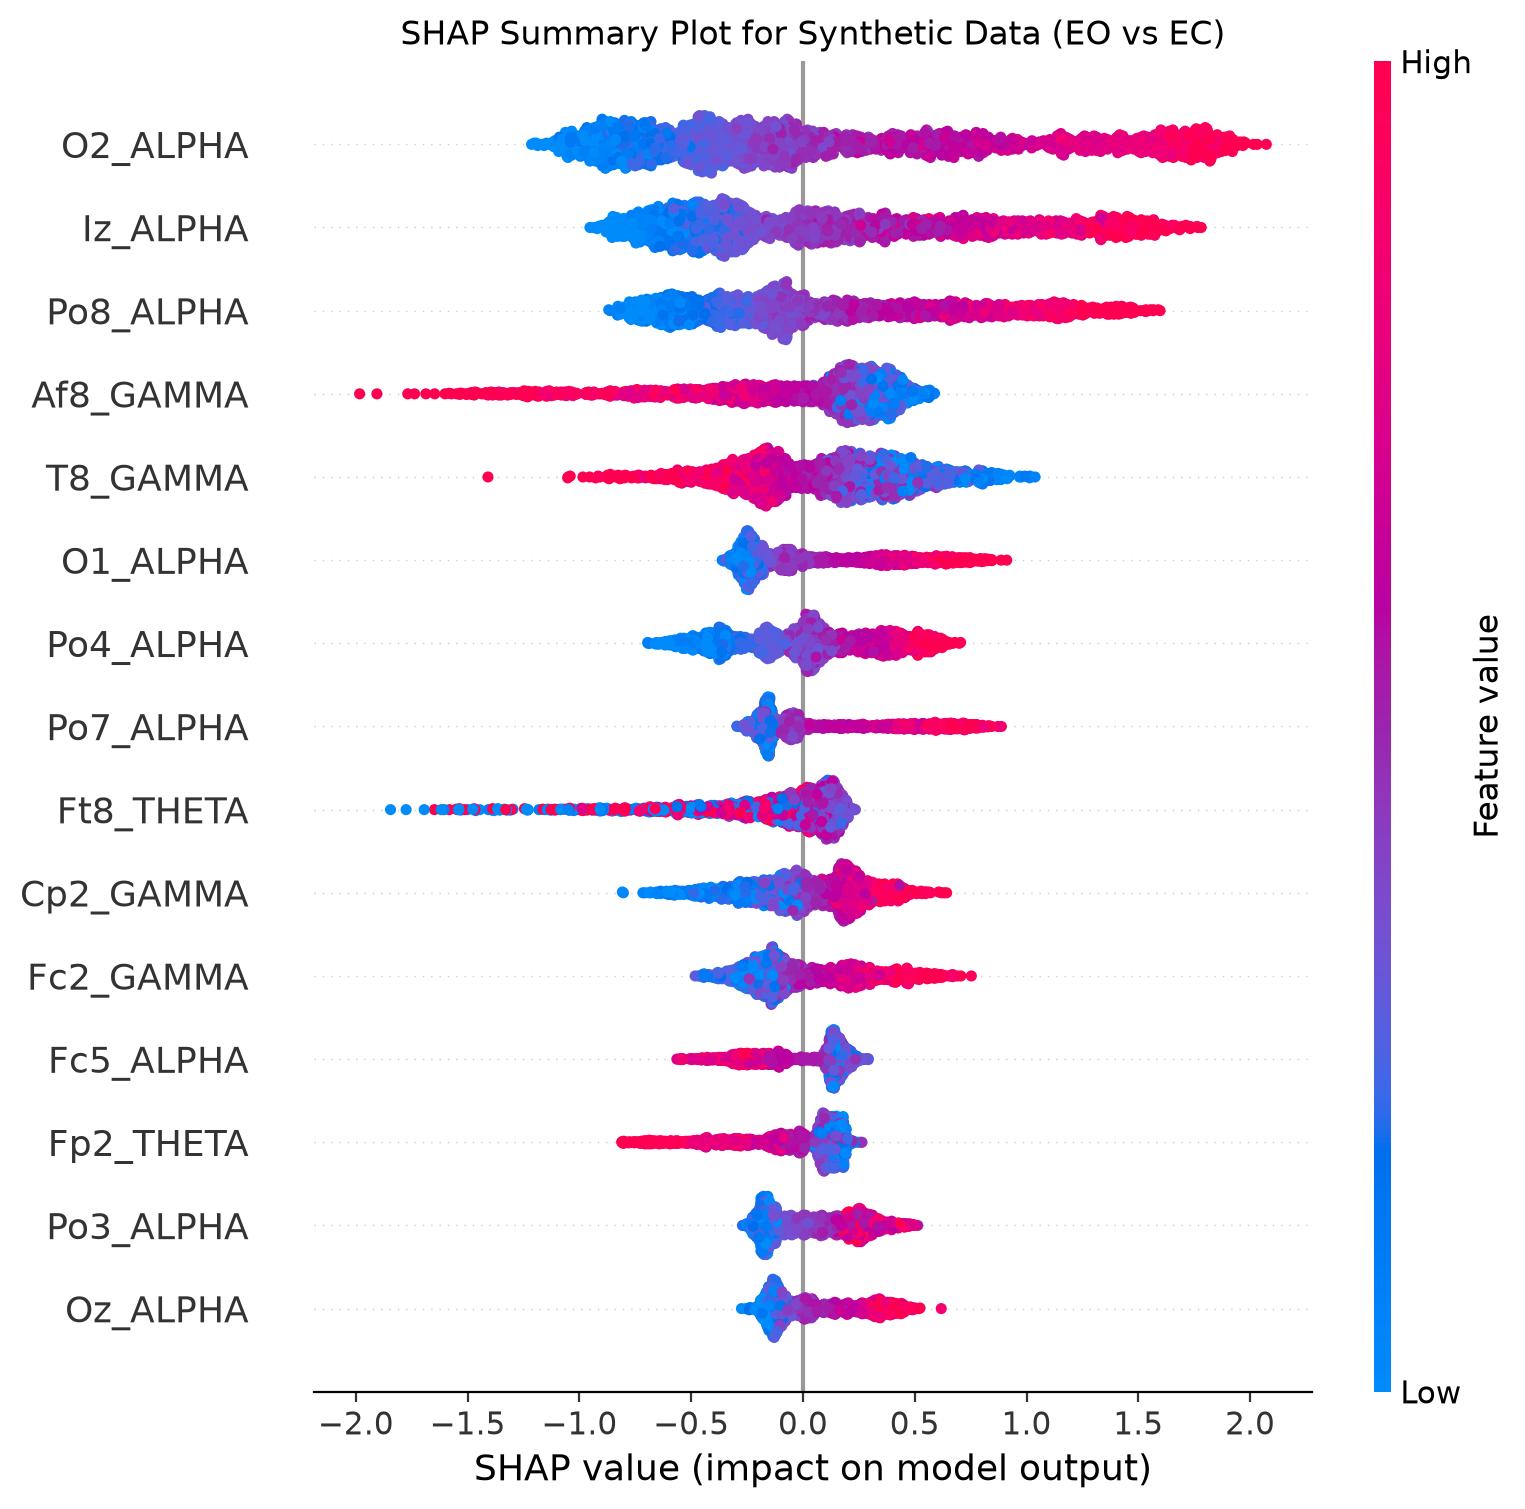 SHAP Summary Plot for Synthetic Data (EO vs EC)
High
O2_ALPHA
Iz_ALPHA
Po8_ALPHA
Af8_GAMMA
T8_GAMMA
O1_ALPHA
Po4_ALPHA
Po7_ALPHA
Ft8_THETA
Cp2_GAMMA
Fc2_GAMMA
Fc5_ALPHA
Fp2_THETA
Po3_ALPHA
Oz_ALPHA
Feature value
Low
−2.0 −1.5 −1.0 −0.5 0.0 0.5 1.0 1.5 2.0
SHAP value (impact on model output)